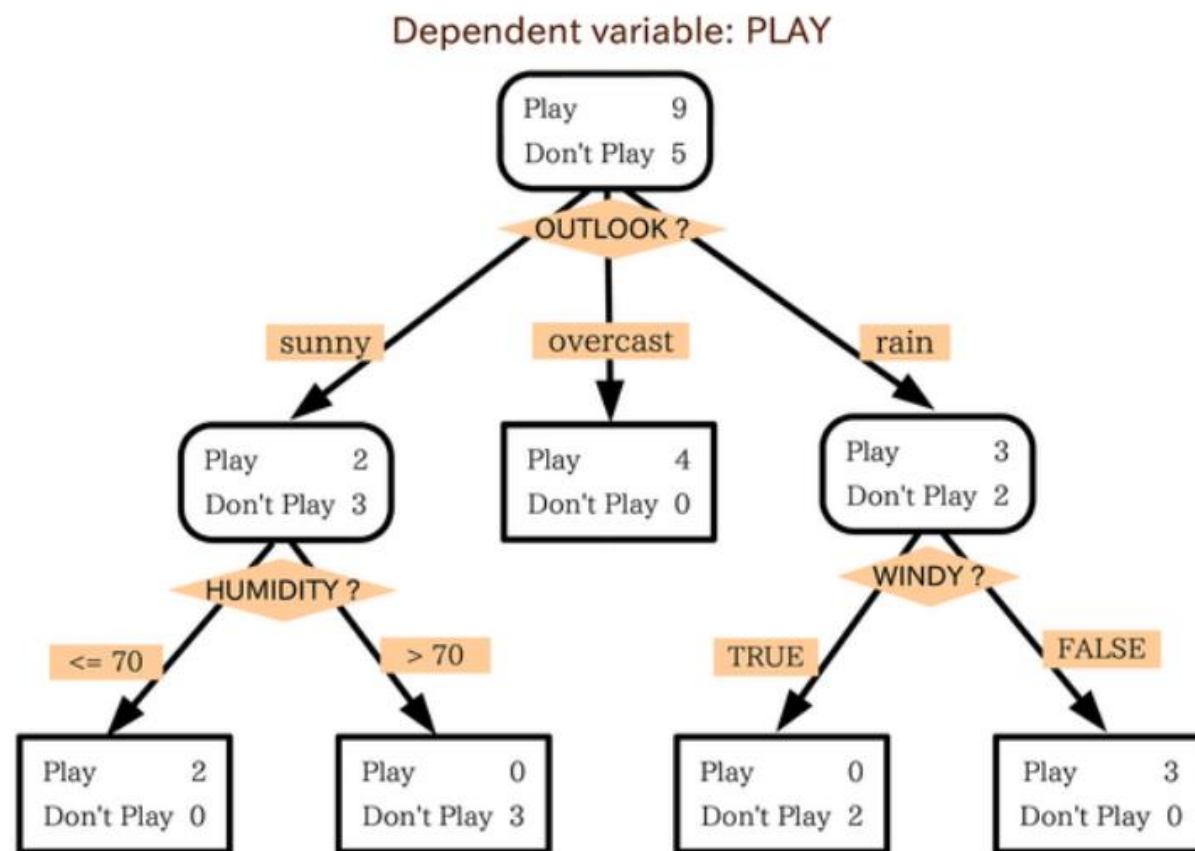 Dependent variable: PLAY
Play 9
Don't Play 5
OUTLOOK ?
sunny
overcast
rain
Play 2
Don't Play 3
Play 4
Don't Play 0
Play 3
Don't Play 2
HUMIDITY ?
WINDY ?
<= 70
> 70
TRUE
FALSE
Play 2
Don't Play 0
Play 0
Don't Play 3
Play 0
Don't Play 2
Play 3
Don't Play 0